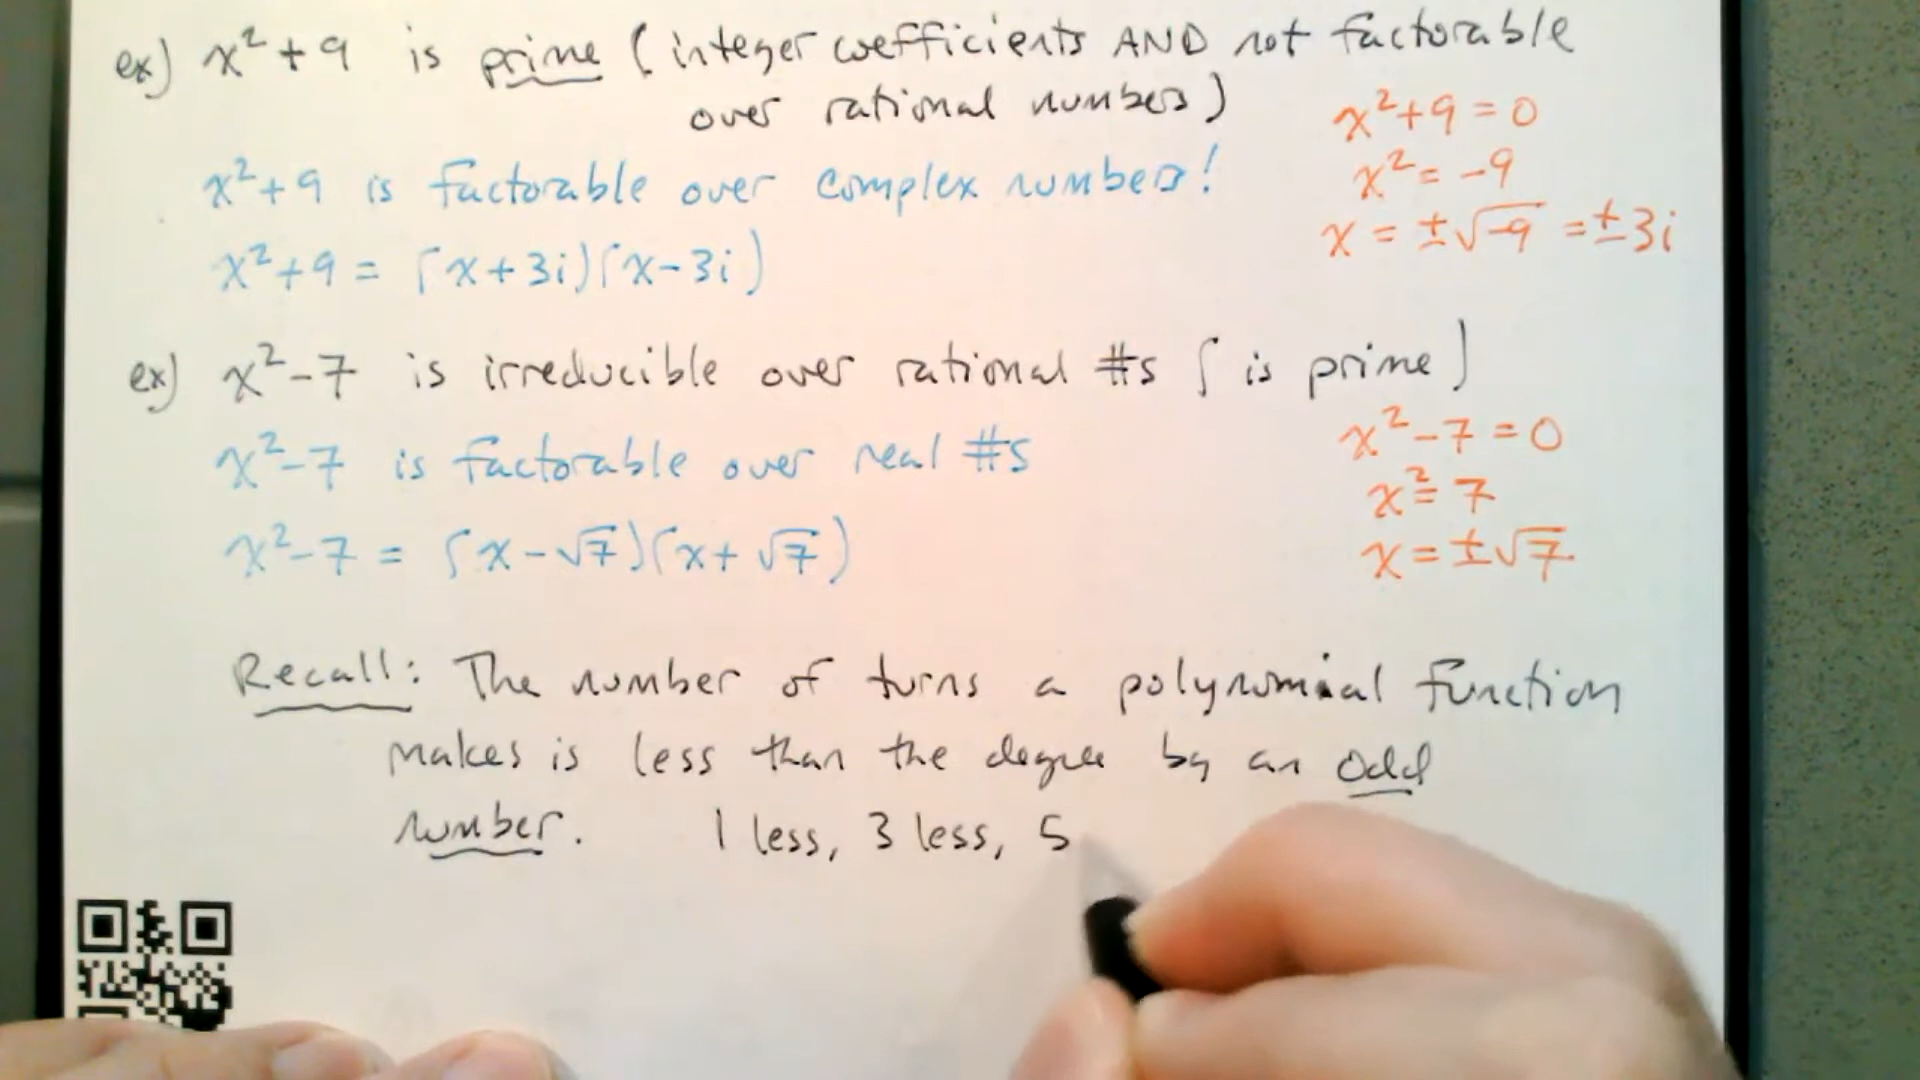 ex) x²+9 is prime (integer coefficients AND not factorable
over rational numbers)
x²+9=0
x²=-9
x=±√-9=±3i
x²+9 is factorable over complex numbers!
x²+9=(x+3i)(x-3i)
ex) x²-7 is irreducible over rational #s (is prime)
x²-7=0
x²=7
x=±√7
x²-7 is factorable over real #s
x²-7=(x-√7)(x+√7)
Recall: The number of turns a polynomial function
makes is less than the degree by an odd
number. 1 less, 3 less, 5